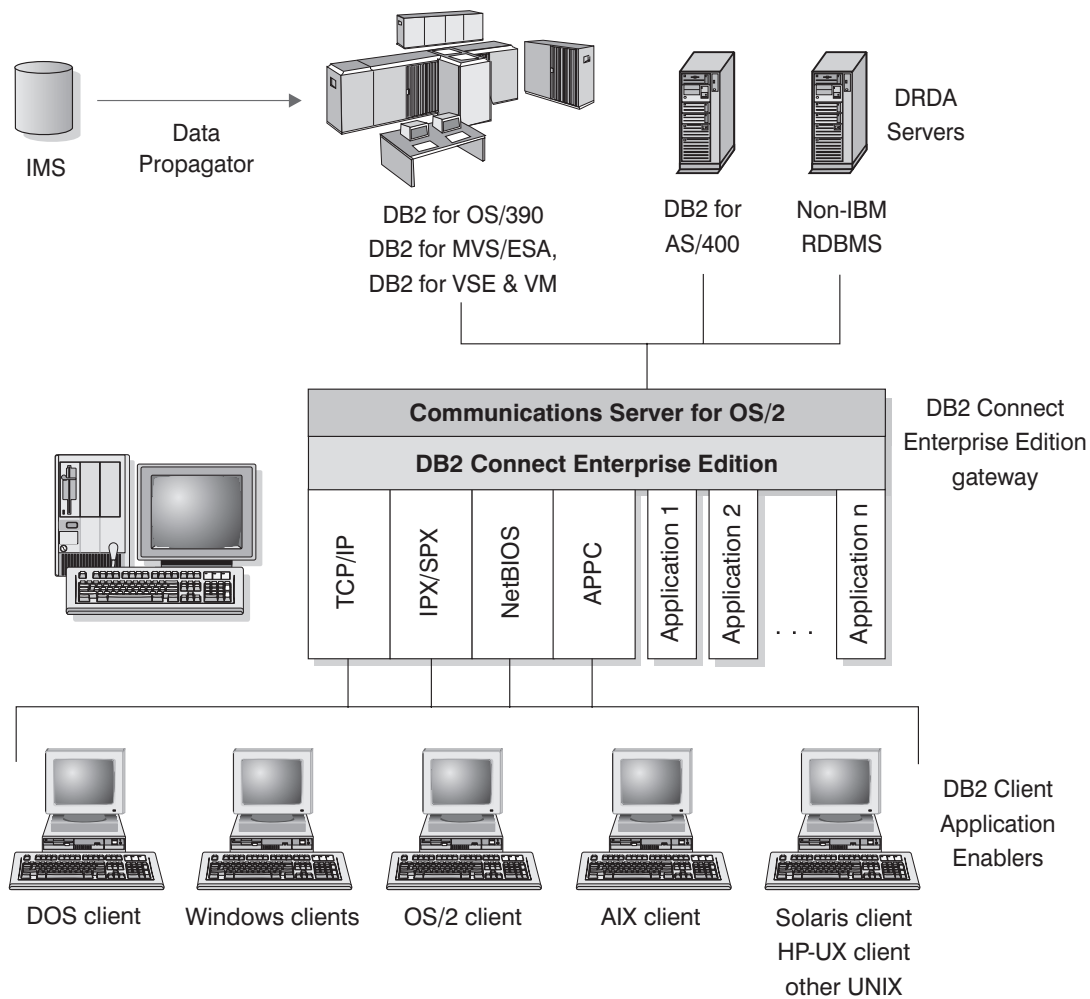 IMS
Data
Propagator
DB2 for OS/390
DB2 for MVS/ESA,
DB2 for VSE & VM
DB2 for
AS/400
Non-IBM
RDBMS
DRDA
Servers
Communications Server for OS/2
DB2 Connect Enterprise Edition
DB2 Connect
Enterprise Edition
gateway
TCP/IP
IPX/SPX
NetBIOS
APPC
Application 1
Application 2
. . .
Application n
DB2 Client
Application
Enablers
DOS client
Windows clients
OS/2 client
AIX client
Solaris client
HP-UX client
other UNIX